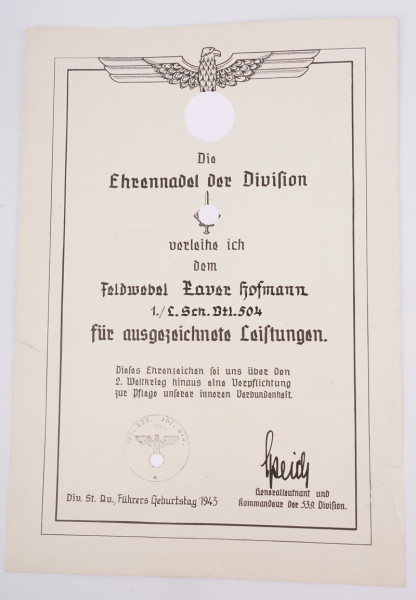 Die
Ehrennadel der Division
verleihe ich
dem
Feldwebel Xaver Hofmann
1./L.Sch.Btl.504
für ausgezeichnete Leistungen.
Dieses Ehrenzeichen sei uns über den
2. Weltkrieg hinaus eine Verpflichtung
zur Pflege unserer inneren Verbundenheit.
Div. St. Qu., Führers Geburtstag 1943
Speich
Generalleutnant und
Kommandeur der 539. Division.